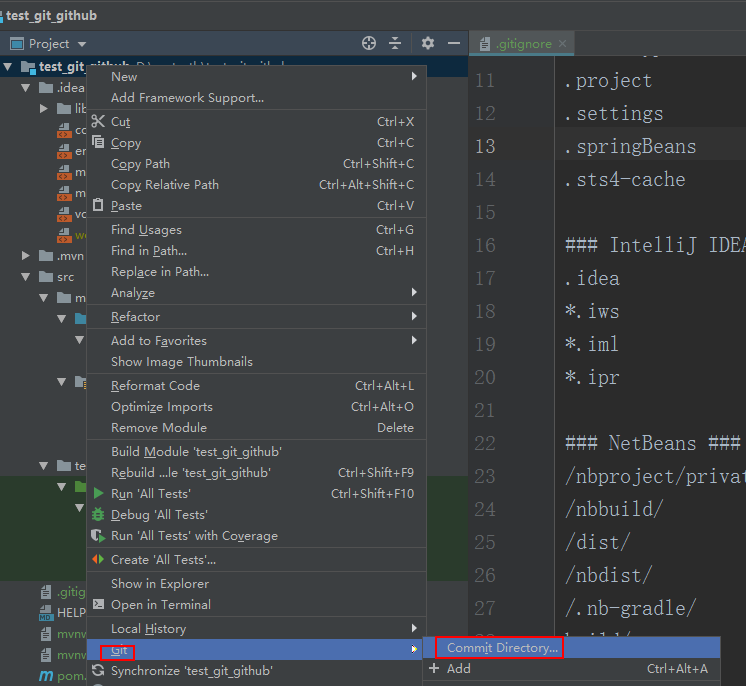 test_git_github
Project
.gitignore
test_git_github
.idea
.mvn
src
.gitig
HELP
mvnw
mvnw
pom.
New
Add Framework Support...
Cut Ctrl+X
Copy Ctrl+C
Copy Path Ctrl+Shift+C
Copy Relative Path Ctrl+Alt+Shift+C
Paste Ctrl+V
Find Usages Ctrl+G
Find in Path... Ctrl+H
Replace in Path...
Analyze
Refactor
Add to Favorites
Show Image Thumbnails
Reformat Code Ctrl+Alt+L
Optimize Imports Ctrl+Alt+O
Remove Module Delete
Build Module 'test_git_github'
Rebuild ...le 'test_git_github' Ctrl+Shift+F9
Run 'All Tests' Ctrl+Shift+F10
Debug 'All Tests'
Run 'All Tests' with Coverage
Create 'All Tests'...
Show in Explorer
Open in Terminal
Local History
Git
Synchronize 'test_git_github'
Commit Directory...
Add Ctrl+Alt+A
11 .project
12 .settings
13 .springBeans
14 .sts4-cache
15
16 ### IntelliJ IDEA
17 .idea
18 *.iws
19 *.iml
20 *.ipr
21
22 ### NetBeans ###
23 /nbproject/privat
24 /nbbuild/
25 /dist/
26 /nbdist/
27 /.nb-gradle/
28